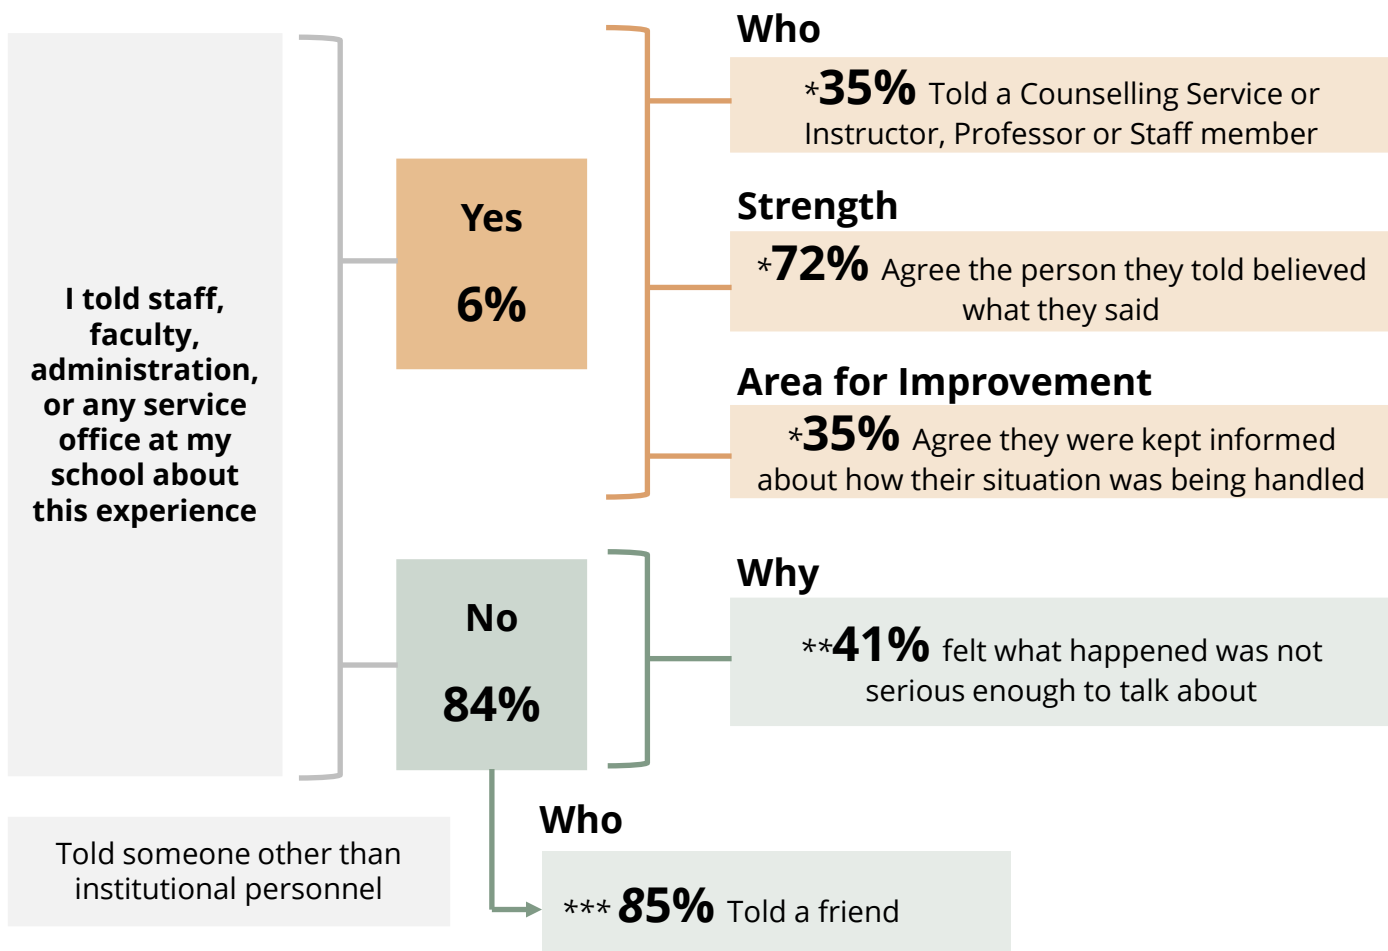 I told staff,
faculty,
administration,
or any service
office at my
school about
this experience
Yes
6%
Who
*35% Told a Counselling Service or
Instructor, Professor or Staff member
Strength
*72% Agree the person they told believed
what they said
Area for Improvement
*35% Agree they were kept informed
about how their situation was being handled
No
84%
Why
**41% felt what happened was not
serious enough to talk about
Told someone other than
institutional personnel
Who
*** 85% Told a friend